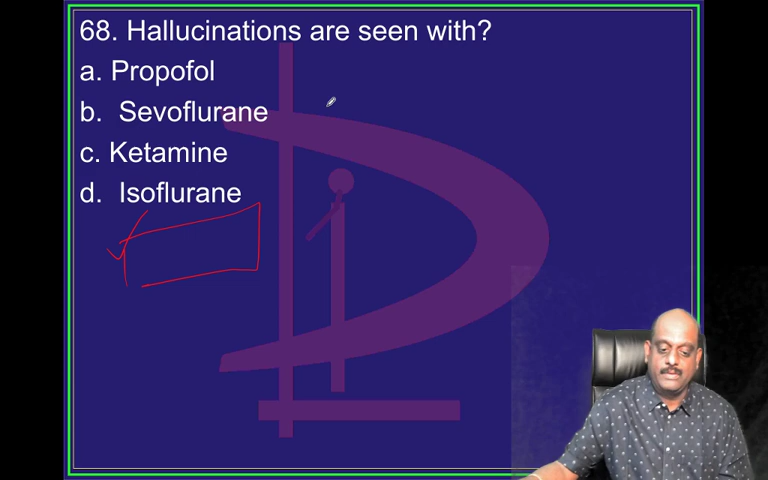 68. Hallucinations are seen with?
a. Propofol
b. Sevoflurane
c. Ketamine
d. Isoflurane